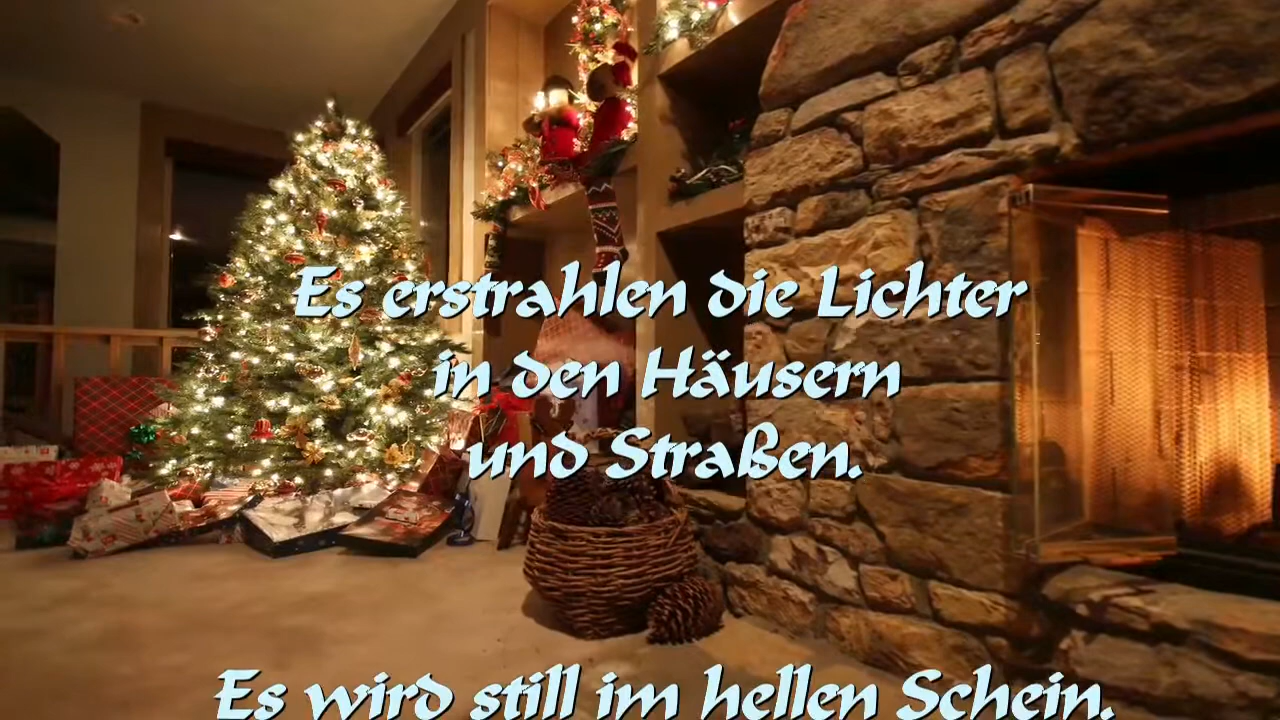 Es erstrahlen die Lichter
in den Häusern
und Straßen.
Es wird still im hellen Schein.